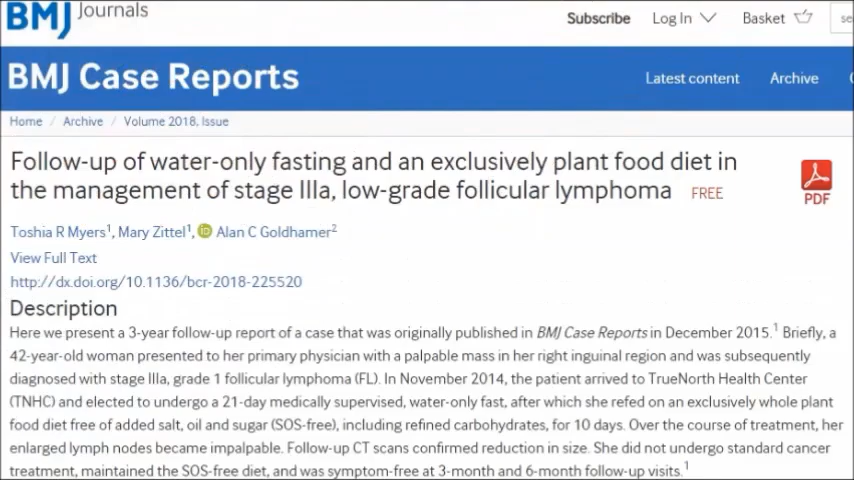 BMJ Journals
Subscribe Log In Basket se
BMJ Case Reports
Latest content Archive
Home / Archive / Volume 2018, Issue
Follow-up of water-only fasting and an exclusively plant food diet in
the management of stage IIIa, low-grade follicular lymphoma FREE
PDF
Toshia R Myers1, Mary Zittel1, iD Alan C Goldhamer2
View Full Text
http://dx.doi.org/10.1136/bcr-2018-225520
Description
Here we present a 3-year follow-up report of a case that was originally published in BMJ Case Reports in December 2015.1 Briefly, a
42-year-old woman presented to her primary physician with a palpable mass in her right inguinal region and was subsequently
diagnosed with stage IIIa, grade 1 follicular lymphoma (FL). In November 2014, the patient arrived to TrueNorth Health Center
(TNHC) and elected to undergo a 21-day medically supervised, water-only fast, after which she refed on an exclusively whole plant
food diet free of added salt, oil and sugar (SOS-free), including refined carbohydrates, for 10 days. Over the course of treatment, her
enlarged lymph nodes became impalpable. Follow-up CT scans confirmed reduction in size. She did not undergo standard cancer
treatment, maintained the SOS-free diet, and was symptom-free at 3-month and 6-month follow-up visits.1